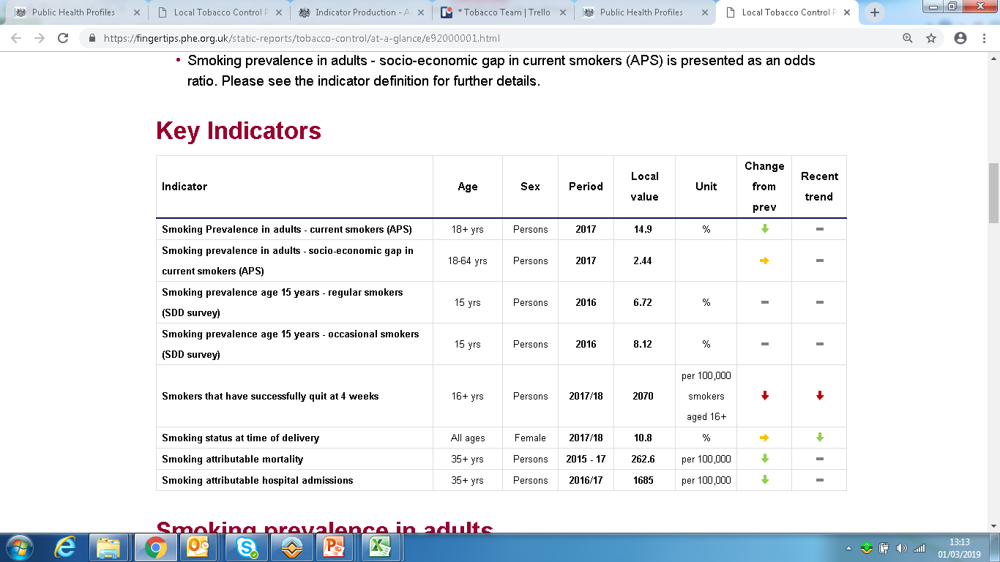 Public Health Profiles
Local Tobacco Control P
Indicator Production - A
* Tobacco Team | Trello
Public Health Profiles
Local Tobacco Control P
https://fingertips.phe.org.uk/static-reports/tobacco-control/at-a-glance/e92000001.html
• Smoking prevalence in adults - socio-economic gap in current smokers (APS) is presented as an odds
ratio. Please see the indicator definition for further details.
Key Indicators
Indicator Age Sex Period Local value Unit Change from prev Recent trend
Smoking Prevalence in adults - current smokers (APS) 18+ yrs Persons 2017 14.9 %
Smoking prevalence in adults - socio-economic gap in
current smokers (APS) 18-64 yrs Persons 2017 2.44
Smoking prevalence age 15 years - regular smokers
(SDD survey) 15 yrs Persons 2016 6.72 %
Smoking prevalence age 15 years - occasional smokers
(SDD survey) 15 yrs Persons 2016 8.12 %
Smokers that have successfully quit at 4 weeks 16+ yrs Persons 2017/18 2070 per 100,000 smokers aged 16+
Smoking status at time of delivery All ages Female 2017/18 10.8 %
Smoking attributable mortality 35+ yrs Persons 2015 - 17 262.6 per 100,000
Smoking attributable hospital admissions 35+ yrs Persons 2016/17 1685 per 100,000
Smoking prevalence in adults
13:13
01/03/2019